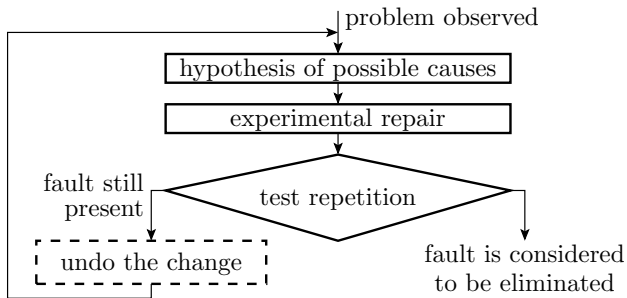 problem observed
hypothesis of possible causes
experimental repair
test repetition
fault still
present
undo the change
fault is considered
to be eliminated